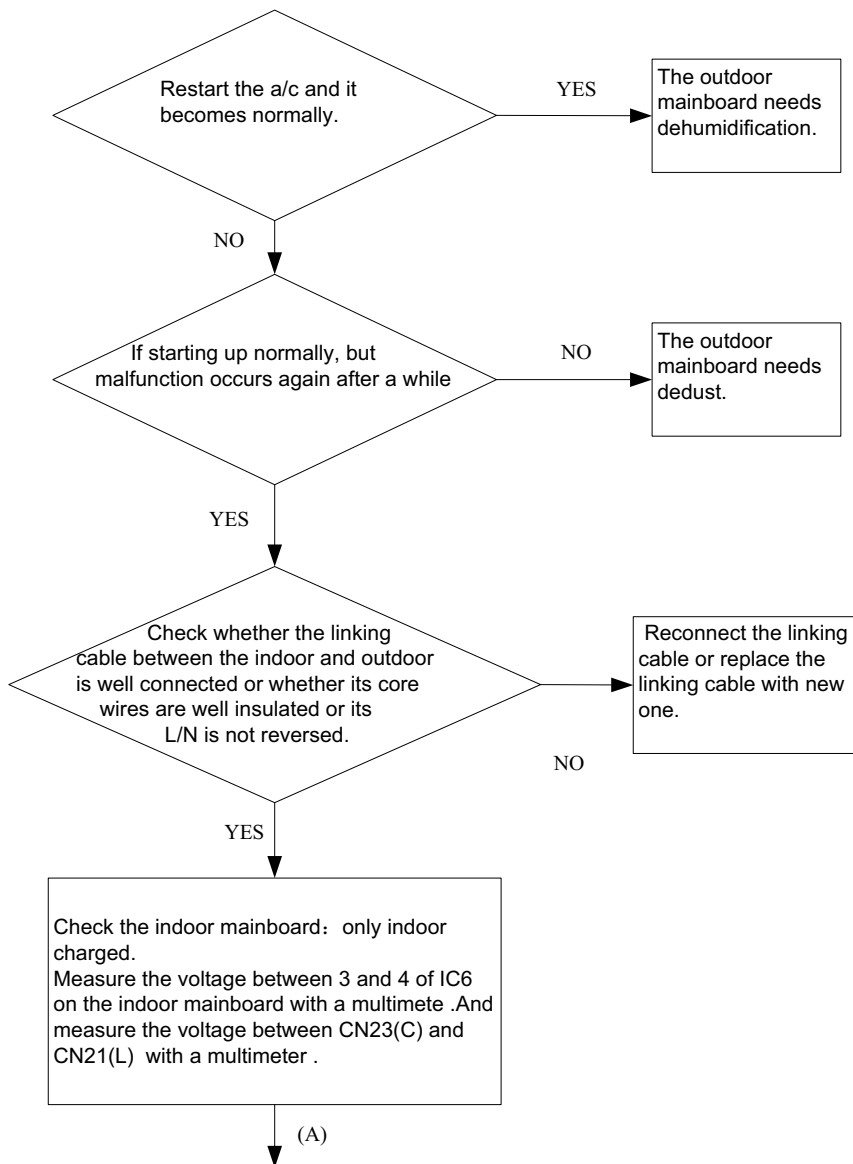 Restart the a/c and it
becomes normally.
YES
The outdoor
mainboard needs
dehumidification.
NO
If starting up normally, but
malfunction occurs again after a while
NO
The outdoor
mainboard needs
dedust.
YES
Check whether the linking
cable between the indoor and outdoor
is well connected or whether its core
wires are well insulated or its
L/N is not reversed.
NO
Reconnect the linking
cable or replace the
linking cable with new
one.
YES
Check the indoor mainboard：only indoor
charged.
Measure the voltage between 3 and 4 of IC6
on the indoor mainboard with a multimete .And
measure the voltage between CN23(C) and
CN21(L) with a multimeter .
(A)